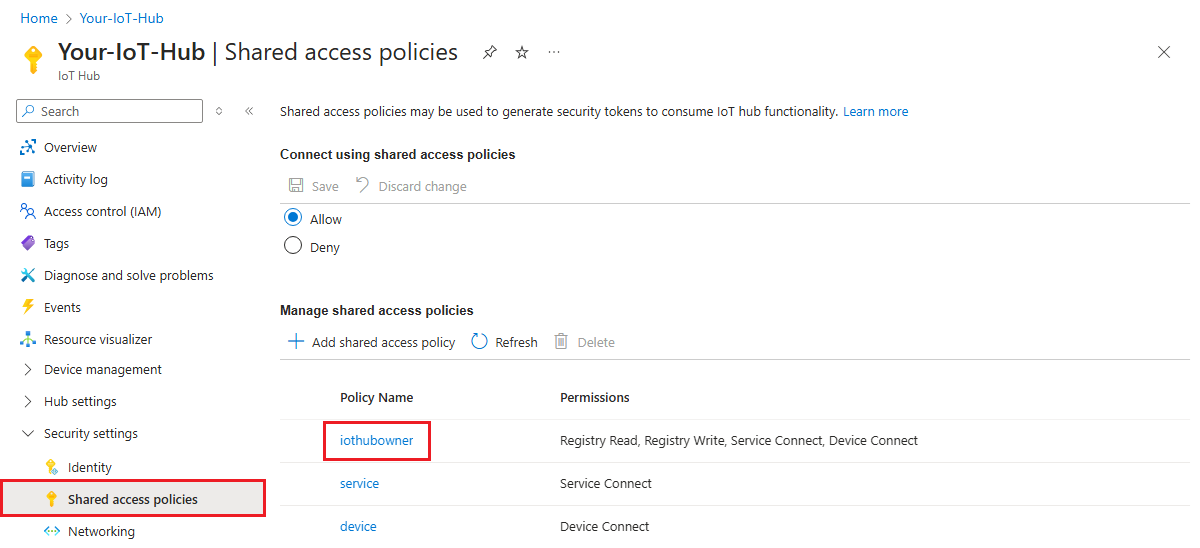 Home > Your-IoT-Hub
Your-IoT-Hub | Shared access policies
IoT Hub
Search
Overview
Activity log
Access control (IAM)
Tags
Diagnose and solve problems
Events
Resource visualizer
Device management
Hub settings
Security settings
Identity
Shared access policies
Networking
Shared access policies may be used to generate security tokens to consume IoT hub functionality. Learn more
Connect using shared access policies
Save Discard change
Allow
Deny
Manage shared access policies
Add shared access policy Refresh Delete
Policy Name Permissions
iothubowner Registry Read, Registry Write, Service Connect, Device Connect
service Service Connect
device Device Connect